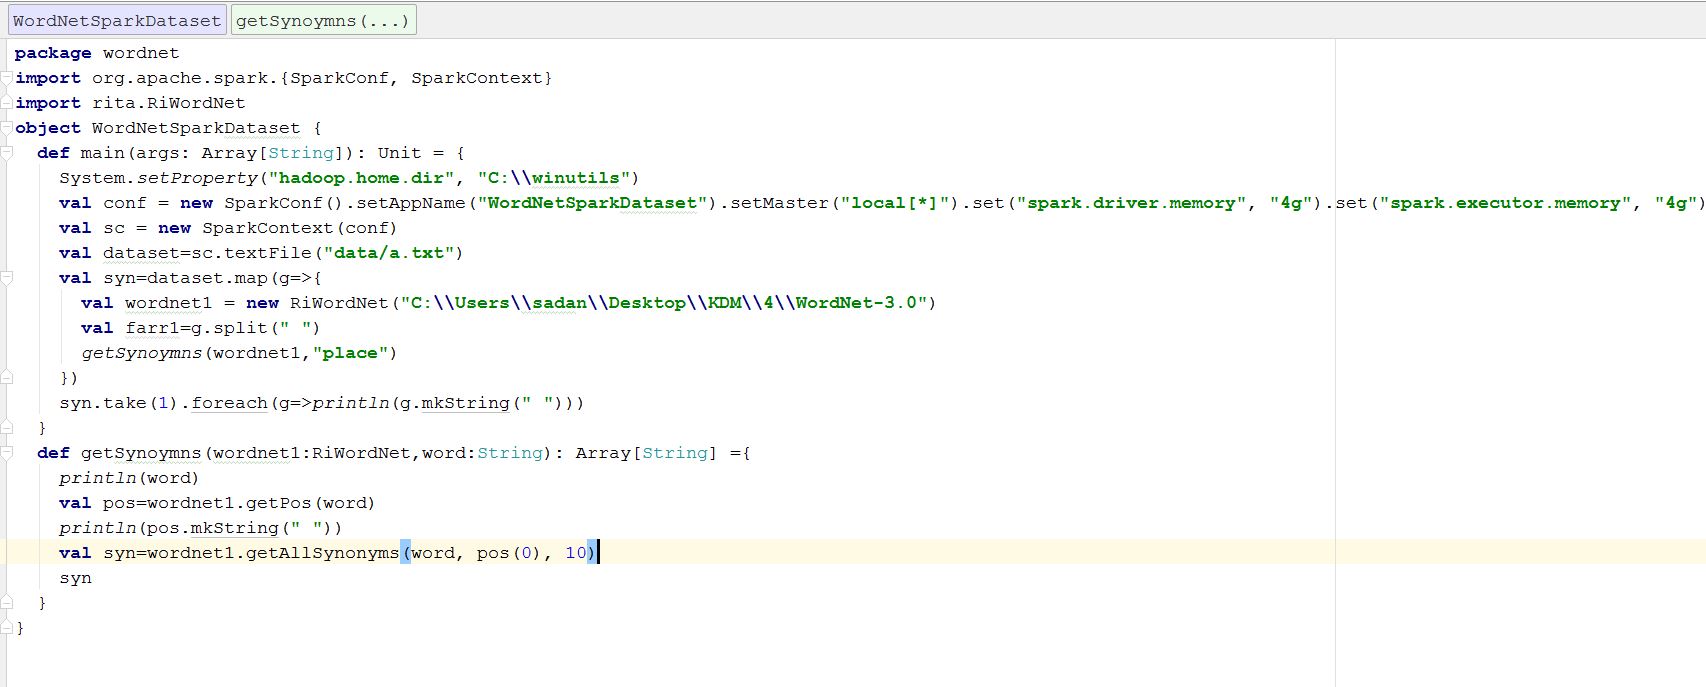 WordNetSparkDataset getSynoymns(...)
package wordnet
import org.apache.spark.{SparkConf, SparkContext}
import rita.RiWordNet
object WordNetSparkDataset {
  def main(args: Array[String]): Unit = {
    System.setProperty("hadoop.home.dir", "C:\\winutils")
    val conf = new SparkConf().setAppName("WordNetSparkDataset").setMaster("local[*]").set("spark.driver.memory", "4g").set("spark.executor.memory", "4g")
    val sc = new SparkContext(conf)
    val dataset=sc.textFile("data/a.txt")
    val syn=dataset.map(g=>{
      val wordnet1 = new RiWordNet("C:\\Users\\sadan\\Desktop\\KDM\\4\\WordNet-3.0")
      val farr1=g.split(" ")
      getSynoymns(wordnet1,"place")
    })
    syn.take(1).foreach(g=>println(g.mkString(" ")))
  }
  def getSynoymns(wordnet1:RiWordNet,word:String): Array[String] ={
    println(word)
    val pos=wordnet1.getPos(word)
    println(pos.mkString(" "))
    val syn=wordnet1.getAllSynonyms(word, pos(0), 10)
    syn
  }
}